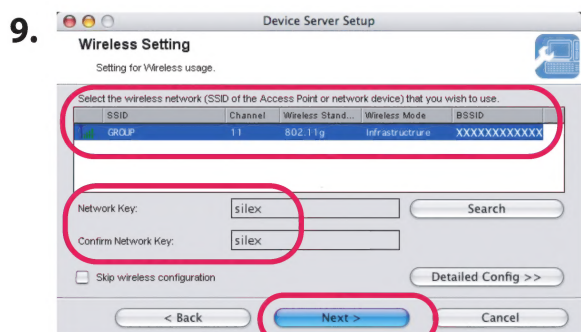 9.
Device Server Setup
Wireless Setting
Setting for Wireless usage.
Select the wireless network (SSID of the Access Point or network device) that you wish to use.
SSID Channel Wireless Stand... Wireless Mode BSSID
GROUP 11 802.11g Infrastructrure XXXXXXXXXXXX
Network Key: silex Search
Confirm Network Key: silex
Skip wireless configuration Detailed Config >>
< Back Next > Cancel